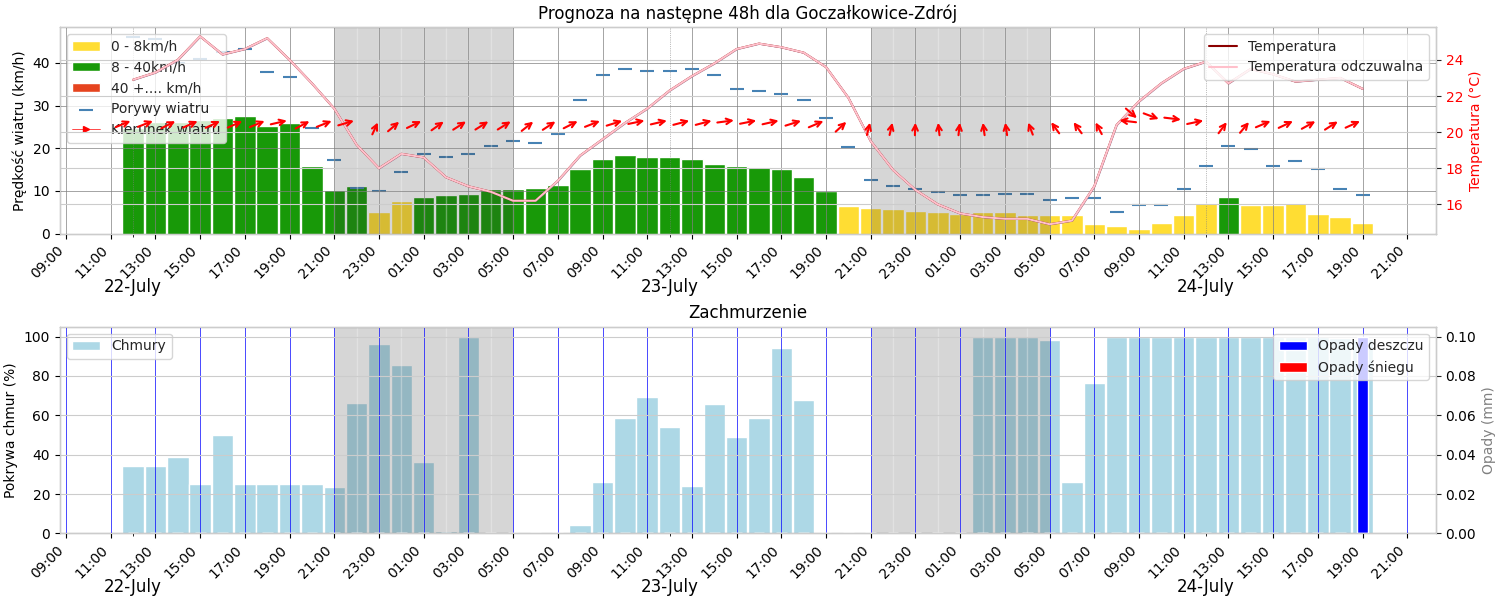 Prognoza na następne 48h dla Goczałkowice-Zdrój
Prędkość wiatru (km/h)
40
30
20
10
0
0 - 8km/h
8 - 40km/h
40 +.... km/h
Porywy wiatru
Kierunek wiatru
Temperatura
Temperatura odczuwalna
24
22
20
18
16
Temperatura (°C)
09:00 11:00 13:00 15:00 17:00 19:00 21:00 23:00 01:00 03:00 05:00 07:00 09:00 11:00 13:00 15:00 17:00 19:00 21:00 23:00 01:00 03:00 05:00 07:00 09:00 11:00 13:00 15:00 17:00 19:00 21:00
22-July 23-July 24-July
Zachmurzenie
Pokrywa chmur (%)
100
80
60
40
20
0
Chmury
Opady deszczu
Opady śniegu
0.10
0.08
0.06
0.04
0.02
0.00
Opady (mm)
09:00 11:00 13:00 15:00 17:00 19:00 21:00 23:00 01:00 03:00 05:00 07:00 09:00 11:00 13:00 15:00 17:00 19:00 21:00 23:00 01:00 03:00 05:00 07:00 09:00 11:00 13:00 15:00 17:00 19:00 21:00
22-July 23-July 24-July